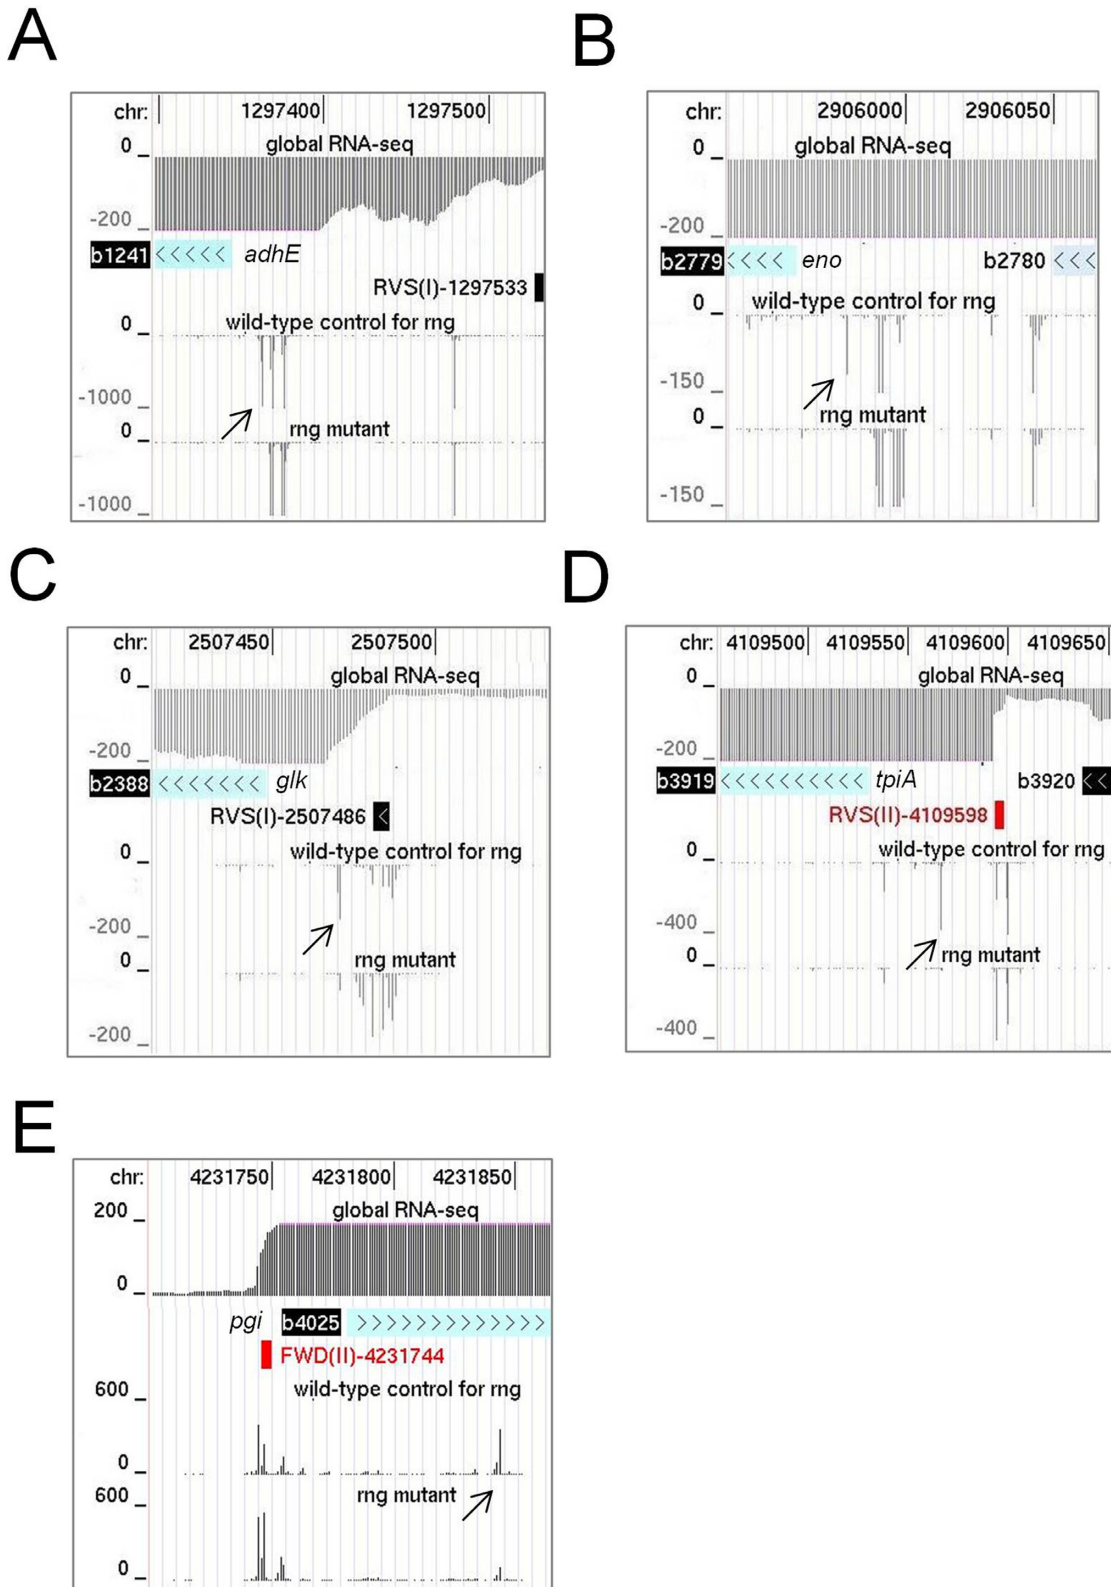 A
chr: 1297400 1297500
global RNA-seq
0
-200
b1241 adhE
RVS(I)-1297533
wild-type control for rng
0
-1000
rng mutant
0
-1000
B
chr: 2906000 2906050
global RNA-seq
0
-200
b2779 eno b2780
wild-type control for rng
0
-150
rng mutant
0
-150
C
chr: 2507450 2507500
global RNA-seq
0
-200
b2388 glk
RVS(I)-2507486
wild-type control for rng
0
-200
rng mutant
0
-200
D
chr: 4109500 4109550 4109600 4109650
global RNA-seq
0
-200
b3919 tpiA b3920
RVS(II)-4109598
wild-type control for rng
0
-400
rng mutant
0
-400
E
chr: 4231750 4231800 4231850
global RNA-seq
200
0
pgi b4025
FWD(II)-4231744
wild-type control for rng
600
0
rng mutant
600
0